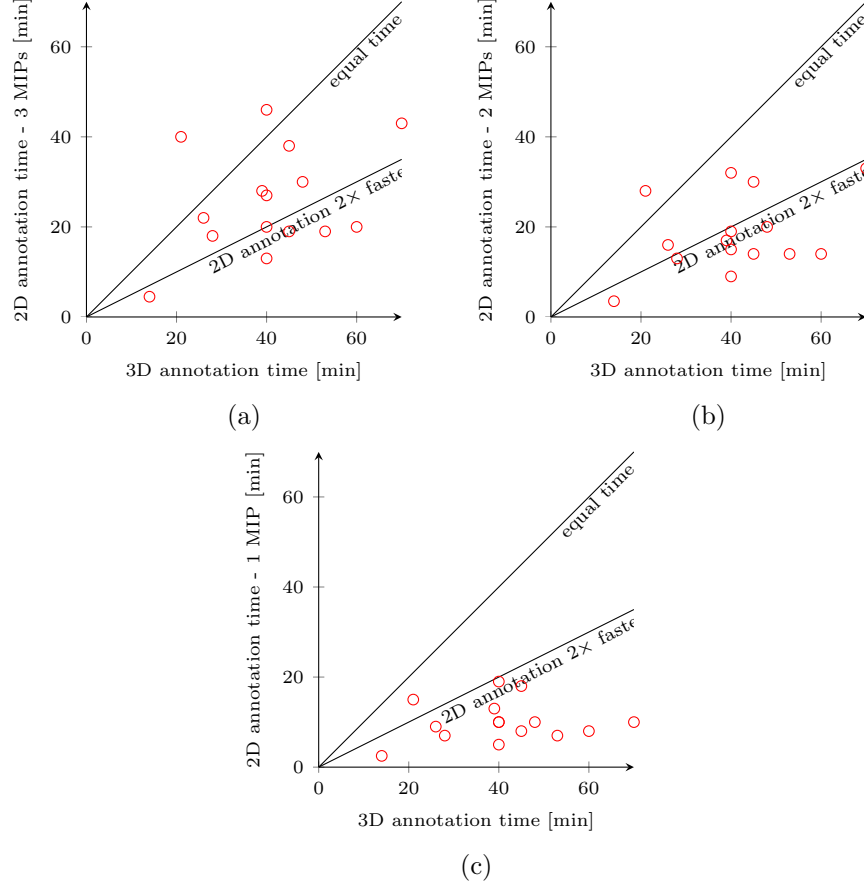 2D annotation time - 3 MIPs [min]
60
40
20
0
0
20
40
60
3D annotation time [min]
equal time
2D annotation 2× faste
(a)
2D annotation time - 2 MIPs [min]
60
40
20
0
0
20
40
60
3D annotation time [min]
equal time
2D annotation 2× faste
(b)
2D annotation time - 1 MIP [min]
60
40
20
0
0
20
40
60
3D annotation time [min]
equal time
2D annotation 2× faste
(c)